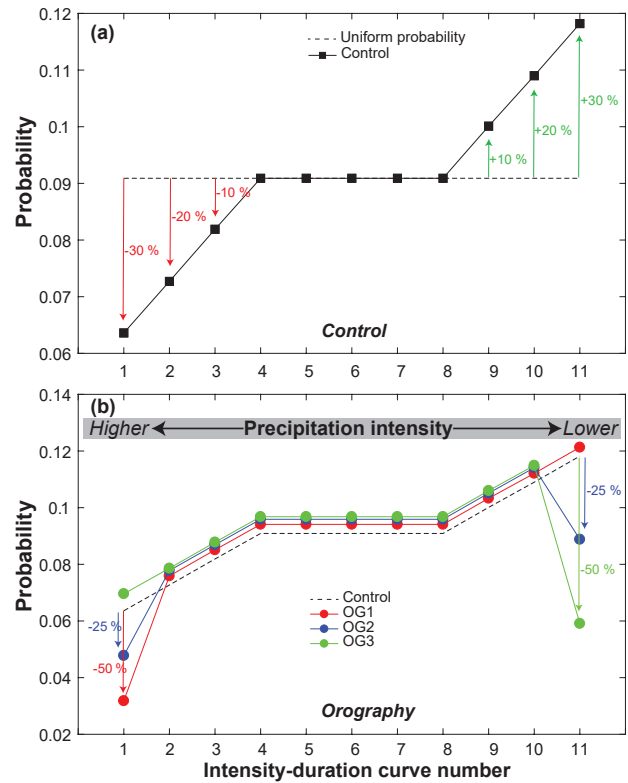 (a)
Uniform probability
Control
0.12
0.11
0.1
0.09
0.08
0.07
0.06
Probability
-30 %
-20 %
-10 %
+10 %
+20 %
+30 %
Control
1 2 3 4 5 6 7 8 9 10 11
(b)
Higher Precipitation intensity Lower
0.14
0.12
0.1
0.08
0.06
0.04
0.02
Probability
-25 %
-50 %
-25 %
-50 %
Control
OG1
OG2
OG3
Orography
1 2 3 4 5 6 7 8 9 10 11
Intensity-duration curve number